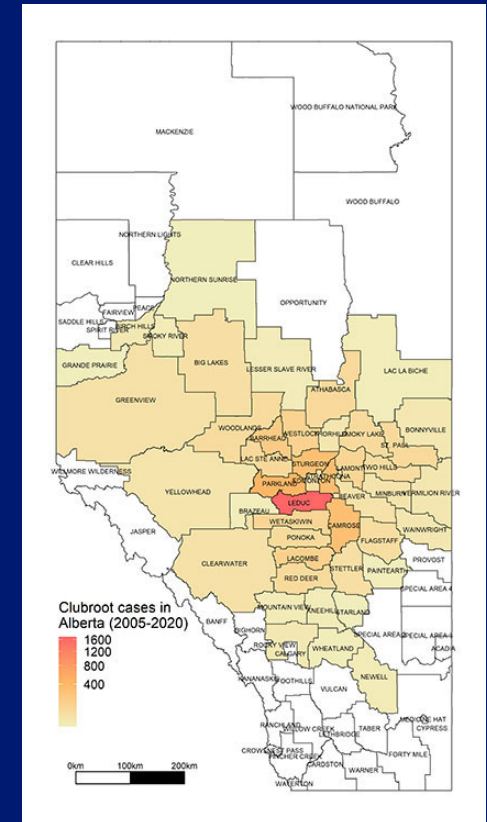 WOOD BUFFALO NATIONAL PARK
MACKENZIE
WOOD BUFFALO
NORTHERN LIGHTS
CLEAR HILLS
NORTHERN SUNRISE
OPPORTUNITY
PEACE
FAIRVIEW
SADDLE HILLS
SPIRIT RIVER
BIRCH HILLS
SMOKY RIVER
BIG LAKES
GRANDE PRAIRIE
LESSER SLAVE RIVER
LAC LA BICHE
ATHABASCA
GREENVIEW
WOODLANDS
BONNYVILLE
WESTLOCK
THORHILD
SMOKY LAKE
BARRHEAD
ST. PAUL
LAC STE ANNE
STURGEON
LAMONT
TWO HILLS
WILLMORE WILDERNESS
STRATHCONA
EDMONTON
PARKLAND
YELLOWHEAD
MINBURN
VERMILION RIVER
BEAVER
LEDUC
BRAZEAU
WETASKIWIN
CAMROSE
WAINWRIGHT
JASPER
PONOKA
FLAGSTAFF
LACOMBE
PROVOST
CLEARWATER
STETTLER
PAINTEARTH
RED DEER
SPECIAL AREA 4
Clubroot cases in
Alberta (2005-2020)
MOUNTAIN VIEW
KNEEHILL
STARLAND
BANFF
BIGHORN
SPECIAL AREA 2
SPECIAL AREA 3
1600
1200
800
400
ROCKY VIEW
CALGARY
WHEATLAND
ACADIA
KANANASKIS
FOOTHILLS
NEWELL
VULCAN
MEDICINE HAT
CYPRESS
RANCHLAND
WILLOW CREEK
TABER
LETHBRIDGE
CROWSNEST PASS
PINCHER CREEK
FORTY MILE
CARDSTON
WARNER
WATERTON
0km 100km 200km